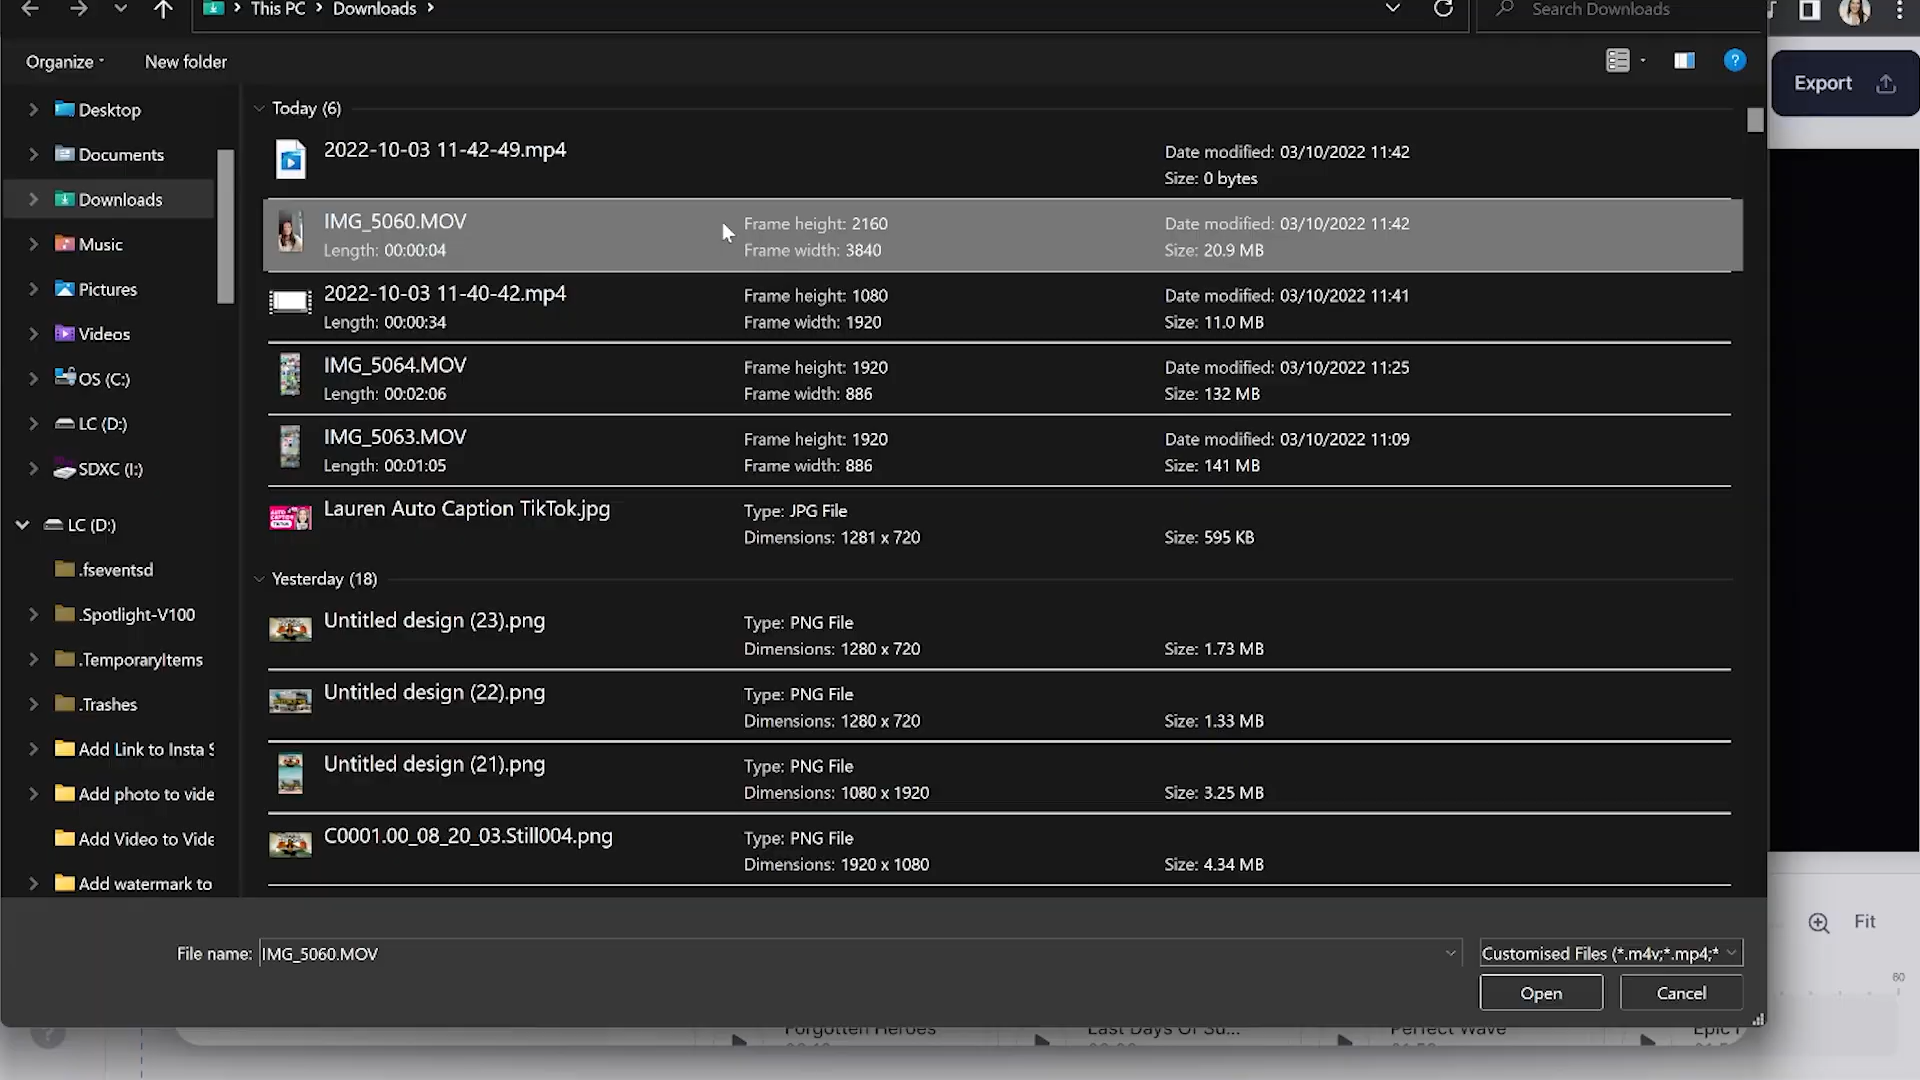 This PC > Downloads >
Search Downloads
Organize
New folder
Export
Desktop
Documents
Downloads
Music
Pictures
Videos
OS (C:)
LC (D:)
SDXC (I:)
LC (D:)
.fseventsd
.Spotlight-V100
.TemporaryItems
.Trashes
Add Link to Insta S
Add photo to vide
Add Video to Vide
Add watermark to
Today (6)
2022-10-03 11-42-49.mp4
Date modified: 03/10/2022 11:42
Size: 0 bytes
IMG_5060.MOV
Length: 00:00:04
Frame height: 2160
Frame width: 3840
Date modified: 03/10/2022 11:42
Size: 20.9 MB
2022-10-03 11-40-42.mp4
Length: 00:00:34
Frame height: 1080
Frame width: 1920
Date modified: 03/10/2022 11:41
Size: 11.0 MB
IMG_5064.MOV
Length: 00:02:06
Frame height: 1920
Frame width: 886
Date modified: 03/10/2022 11:25
Size: 132 MB
IMG_5063.MOV
Length: 00:01:05
Frame height: 1920
Frame width: 886
Date modified: 03/10/2022 11:09
Size: 141 MB
Lauren Auto Caption TikTok.jpg
Type: JPG File
Dimensions: 1281 x 720
Size: 595 KB
Yesterday (18)
Untitled design (23).png
Type: PNG File
Dimensions: 1280 x 720
Size: 1.73 MB
Untitled design (22).png
Type: PNG File
Dimensions: 1280 x 720
Size: 1.33 MB
Untitled design (21).png
Type: PNG File
Dimensions: 1080 x 1920
Size: 3.25 MB
C0001.00_08_20_03.Still004.png
Type: PNG File
Dimensions: 1920 x 1080
Size: 4.34 MB
File name: IMG_5060.MOV
Customised Files (*.m4v;*.mp4;*
Open
Cancel
Fit
60
Forgotten Heroes
Last Days Of Su...
Perfect Wave
Epic